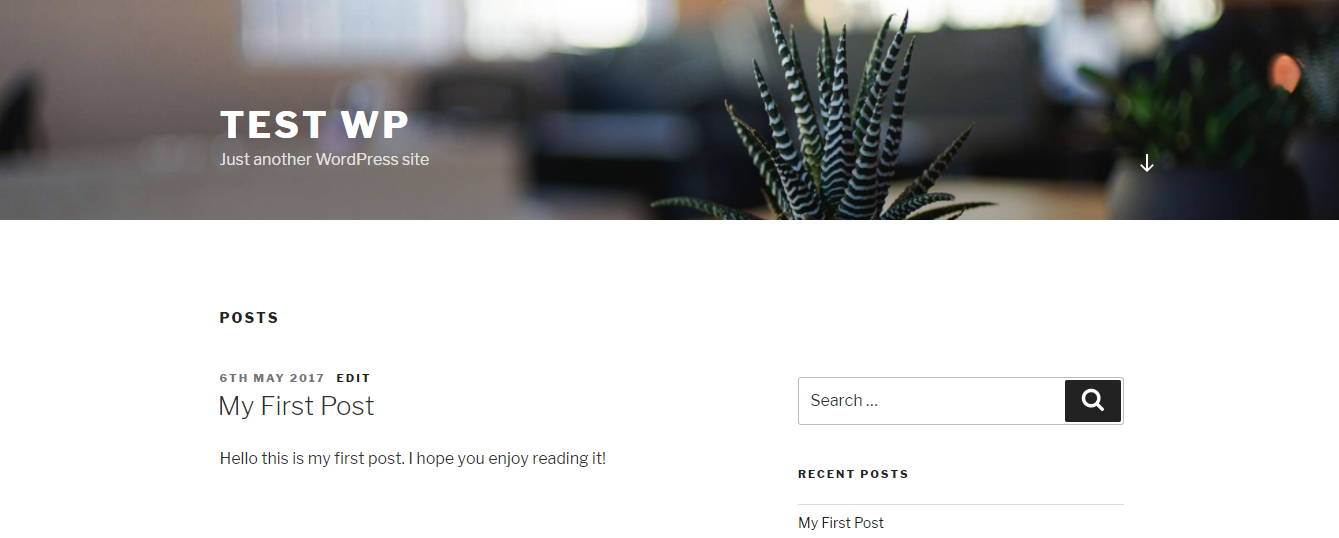 TEST WP
Just another WordPress site
POSTS
6TH MAY 2017 EDIT
My First Post
Hello this is my first post. I hope you enjoy reading it!
Search …
RECENT POSTS
My First Post